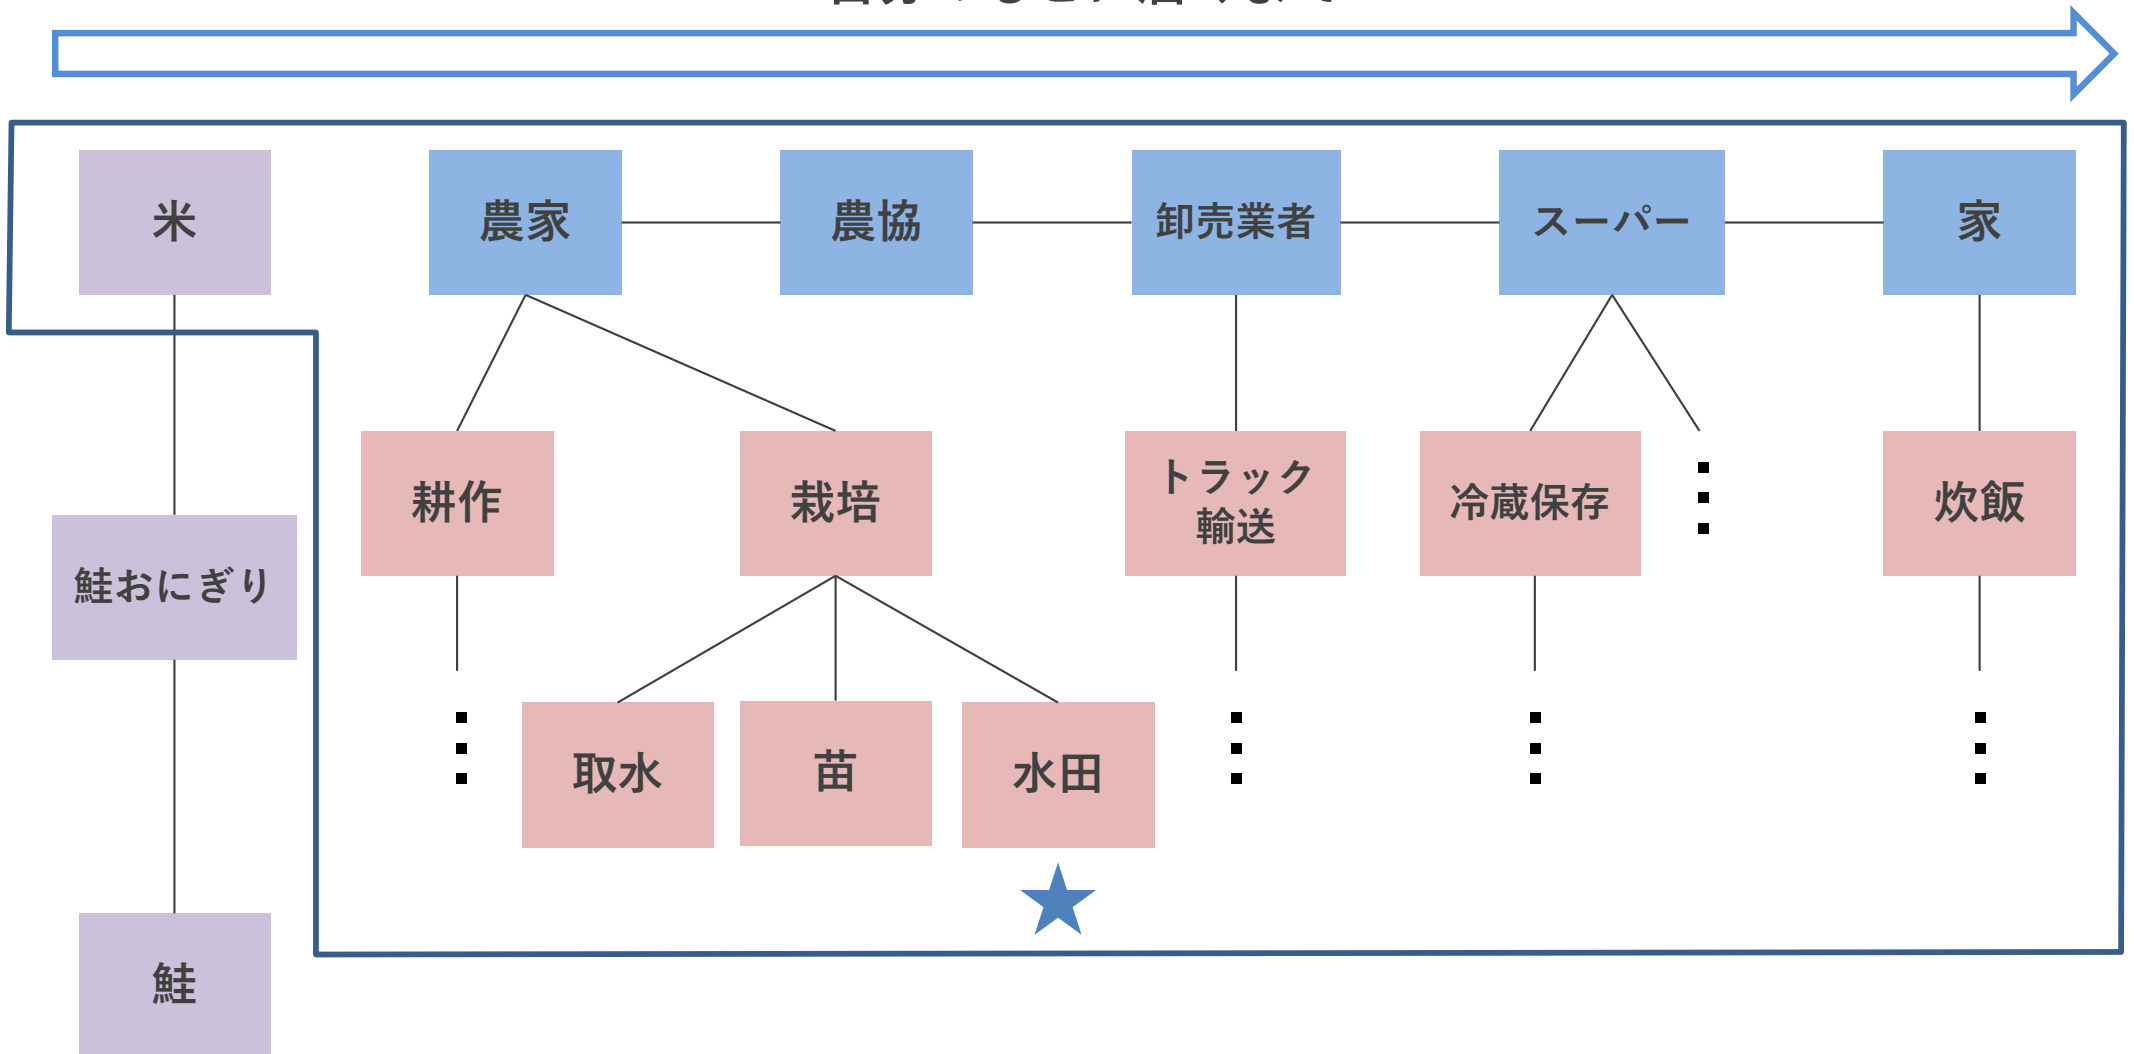 米
農家
農協
卸売業者
スーパー
家
耕作
栽培
トラック
輸送
冷蔵保存
炊飯
鮭おにぎり
取水
苗
水田
鮭